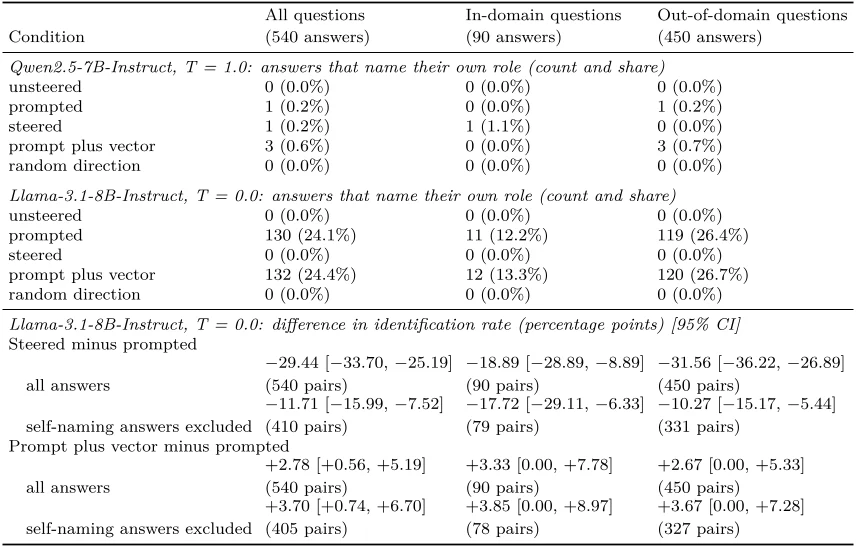 All questions In-domain questions Out-of-domain questions
Condition (540 answers) (90 answers) (450 answers)
Qwen2.5-7B-Instruct, T = 1.0: answers that name their own role (count and share)
unsteered 0 (0.0%) 0 (0.0%) 0 (0.0%)
prompted 1 (0.2%) 0 (0.0%) 1 (0.2%)
steered 1 (0.2%) 1 (1.1%) 0 (0.0%)
prompt plus vector 3 (0.6%) 0 (0.0%) 3 (0.7%)
random direction 0 (0.0%) 0 (0.0%) 0 (0.0%)
Llama-3.1-8B-Instruct, T = 0.0: answers that name their own role (count and share)
unsteered 0 (0.0%) 0 (0.0%) 0 (0.0%)
prompted 130 (24.1%) 11 (12.2%) 119 (26.4%)
steered 0 (0.0%) 0 (0.0%) 0 (0.0%)
prompt plus vector 132 (24.4%) 12 (13.3%) 120 (26.7%)
random direction 0 (0.0%) 0 (0.0%) 0 (0.0%)
Llama-3.1-8B-Instruct, T = 0.0: difference in identification rate (percentage points) [95% CI]
Steered minus prompted
−29.44 [−33.70, −25.19] −18.89 [−28.89, −8.89] −31.56 [−36.22, −26.89]
all answers (540 pairs) (90 pairs) (450 pairs)
−11.71 [−15.99, −7.52] −17.72 [−29.11, −6.33] −10.27 [−15.17, −5.44]
self-naming answers excluded (410 pairs) (79 pairs) (331 pairs)
Prompt plus vector minus prompted
+2.78 [+0.56, +5.19] +3.33 [0.00, +7.78] +2.67 [0.00, +5.33]
all answers (540 pairs) (90 pairs) (450 pairs)
+3.70 [+0.74, +6.70] +3.85 [0.00, +8.97] +3.67 [0.00, +7.28]
self-naming answers excluded (405 pairs) (78 pairs) (327 pairs)